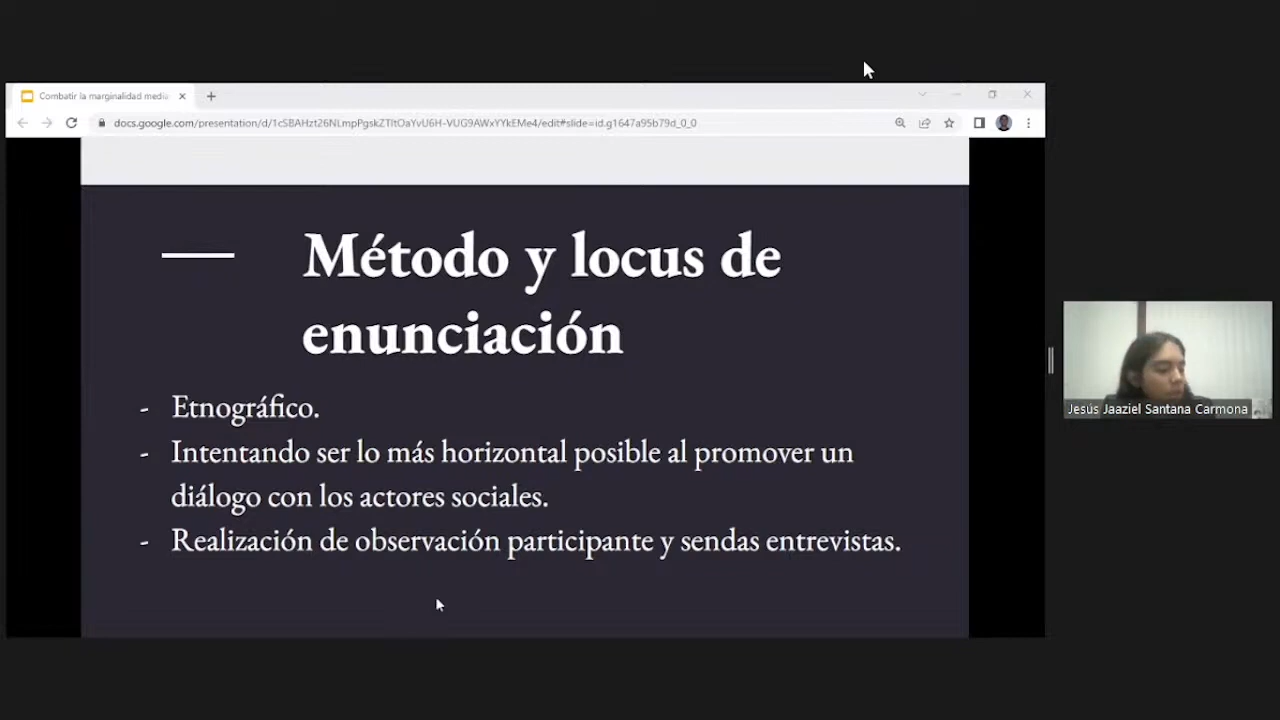 Combatir la marginalidad media
docs.google.com/presentation/d/1cSBAHzt26NLmpPgskZTltOaYvU6H-VUG9AWxYYkEMe4/edit#slide=id.g1647a95b79d_0_0
Método y locus de
enunciación
- Etnográfico.
- Intentando ser lo más horizontal posible al promover un
diálogo con los actores sociales.
- Realización de observación participante y sendas entrevistas.
Jesús Jaaziel Santana Carmona